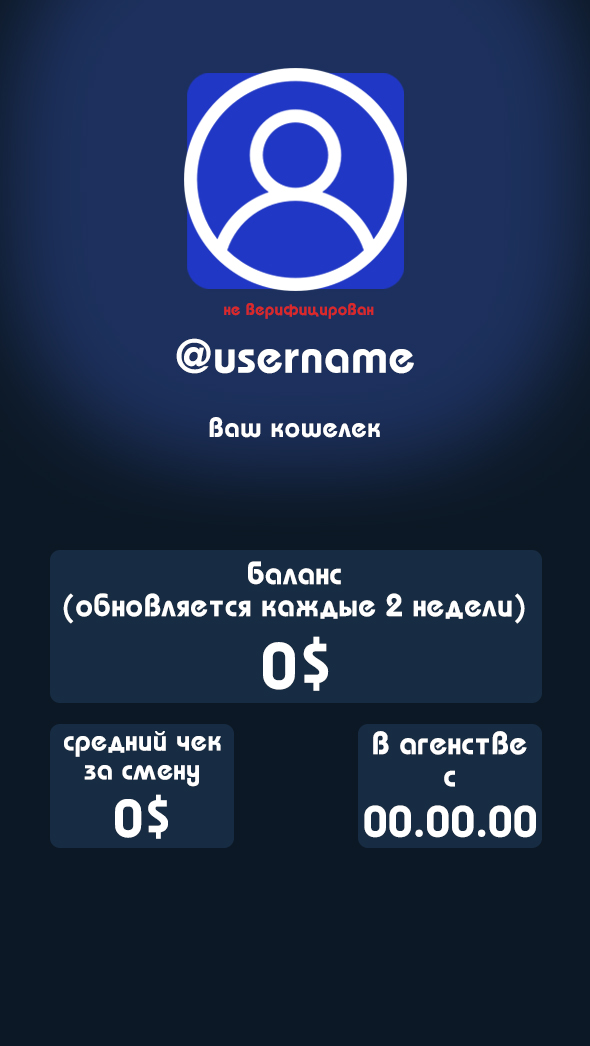 не верифицирован
@username
Ваш кошелек
баланс
(обновляется каждые 2 недели)
0$
средний чек
за смену
0$
в агенстве
с
00.00.00